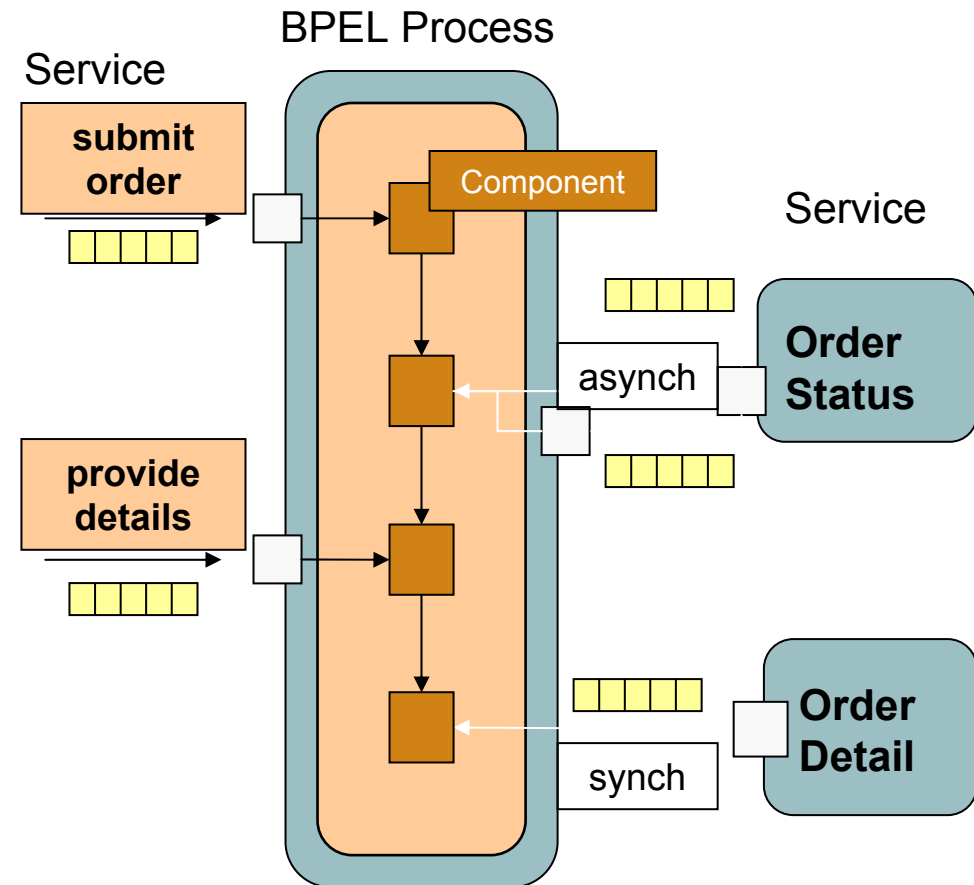 BPEL Process
Service
submit
order
Component
Service
Order
Status
asynch
provide
details
Order
Detail
synch